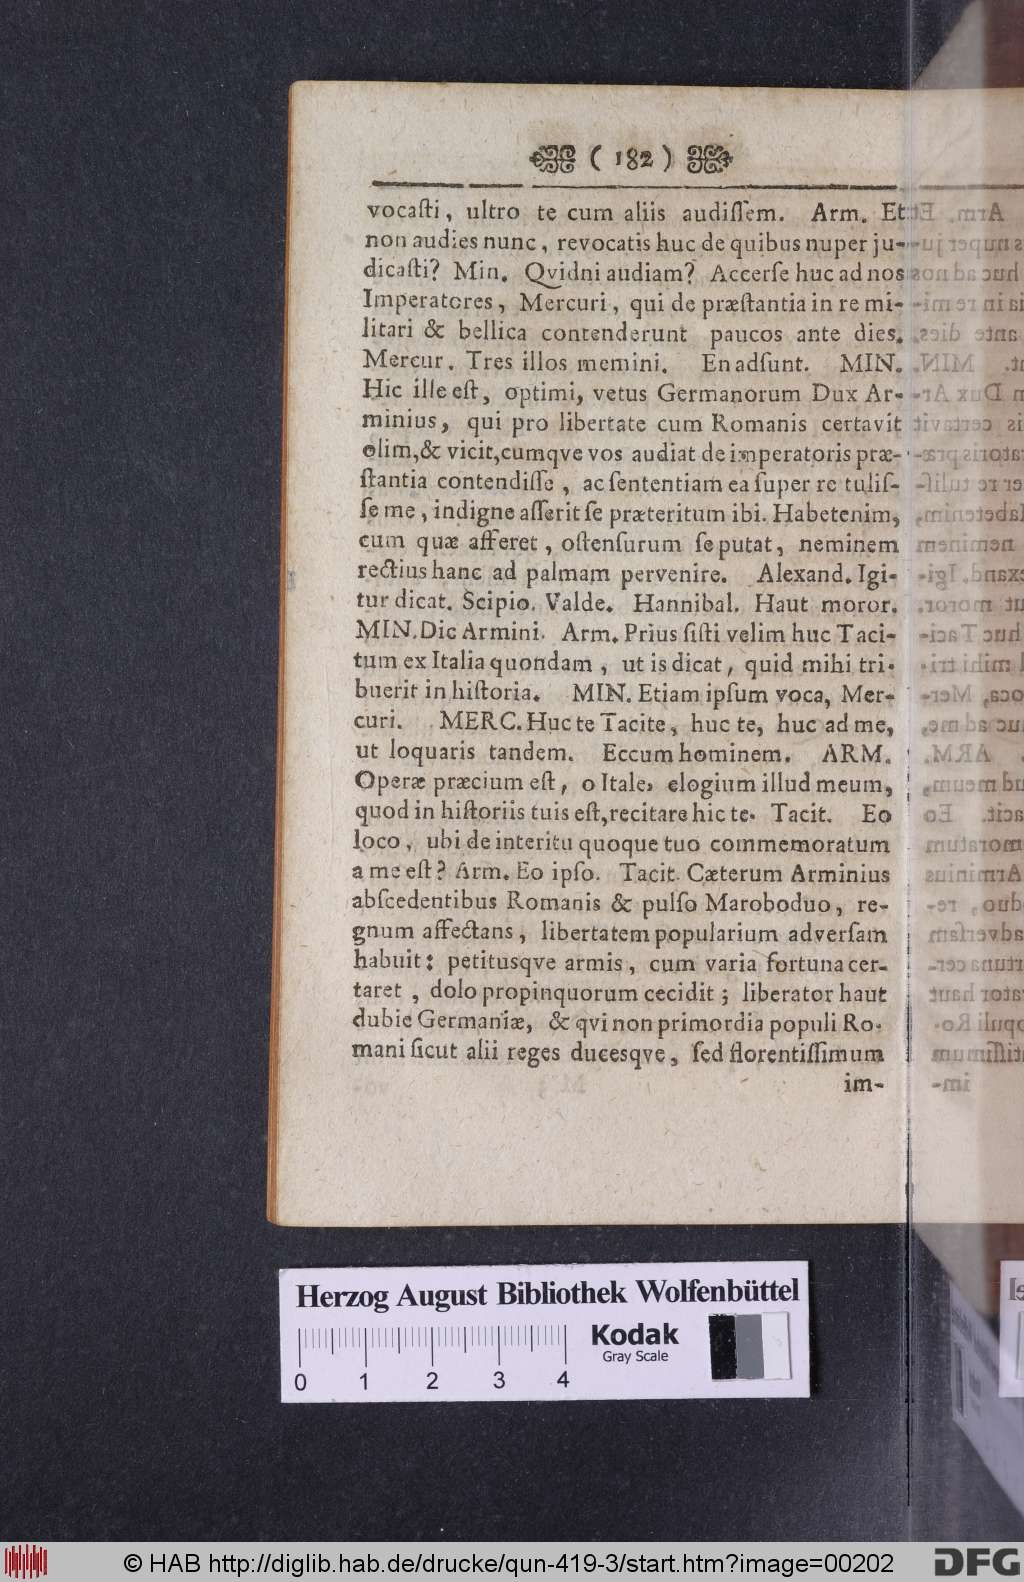 ( 182 )
vocaſti, ultro te cum aliis audiſſem. Arm. Et
non audies nunc, revocatis huc de quibus nuper ju-
dicaſti? Min. Qvidni audiam? Accerſe huc ad nos
Imperatores, Mercuri, qui de præſtantia in re mi-
litari & bellica contenderunt paucos ante dies.
Mercur. Tres illos memini. En adſunt. MIN.
Hic ille eſt, optimi, vetus Germanorum Dux Ar-
minius, qui pro libertate cum Romanis certavit
olim,& vicit,cumqve vos audiat de imperatoris præ-
ſtantia contendiſſe, ac ſententiam ea ſuper re tuliſ-
ſe me, indigne aſſerit ſe præteritum ibi. Habet enim,
cum quæ afferet, oſtenſurum ſe putat, neminem
rectius hanc ad palmam pervenire. Alexand. Igi-
tur dicat. Scipio. Valde. Hannibal. Haut moror.
MIN. Dic Armini. Arm. Prius ſiſti velim huc Taci-
tum ex Italia quondam, ut is dicat, quid mihi tri-
buerit in hiſtoria. MIN. Etiam ipſum voca, Mer-
curi. MERC. Huc te Tacite, huc te, huc ad me,
ut loquaris tandem. Eccum hominem. ARM.
Operæ præcium eſt, o Itale, elogium illud meum,
quod in hiſtoriis tuis eſt,recitare hic te. Tacit. Eo
loco, ubi de interitu quoque tuo commemoratum
a me eſt? Arm. Eo ipſo. Tacit. Cæterum Arminius
abſcedentibus Romanis & pulſo Maroboduo, re-
gnum affectans, libertatem popularium adverſam
habuit: petitusqve armis, cum varia fortuna cer-
taret, dolo propinquorum cecidit; liberator haut
dubie Germaniæ, & qvi non primordia populi Ro-
mani ſicut alii reges ducesqve, ſed florentiſſimum
im-
Herzog August Bibliothek Wolfenbüttel
Kodak
Gray Scale
0 1 2 3 4
© HAB http://diglib.hab.de/drucke/qun-419-3/start.htm?image=00202
DFG